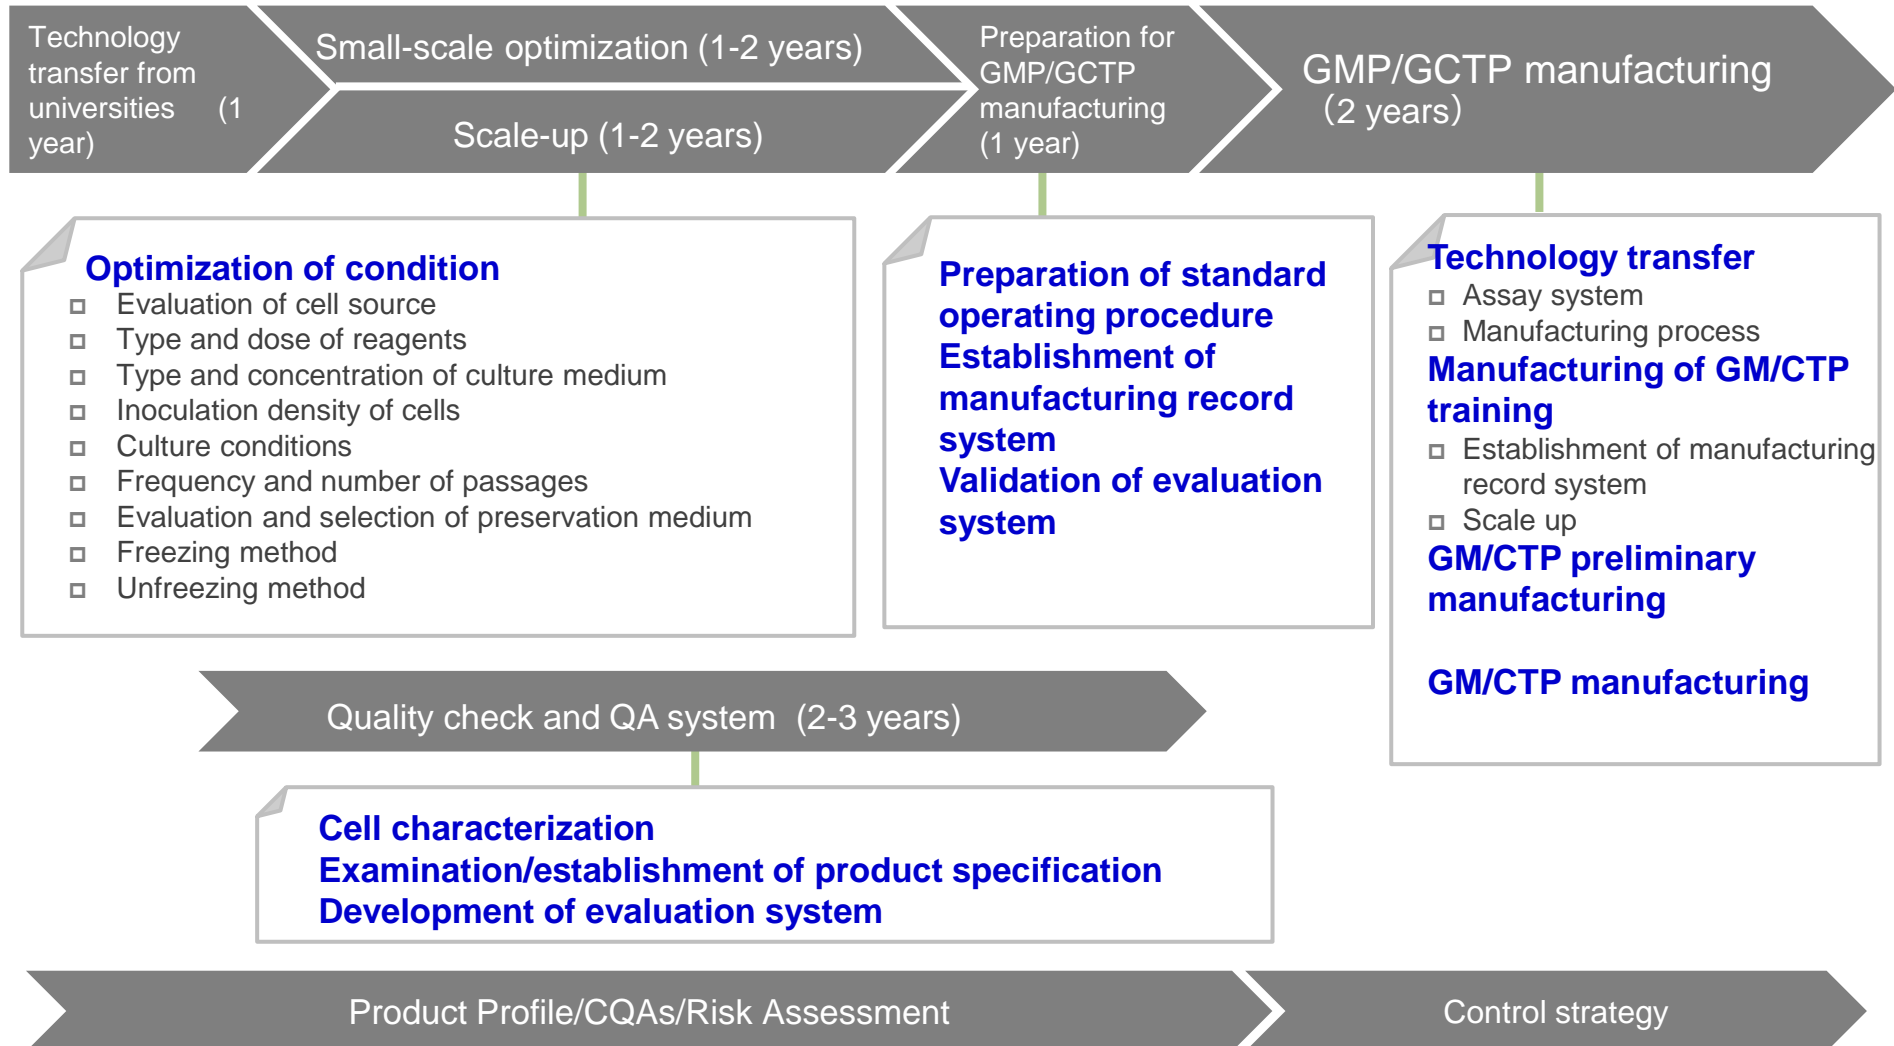 Technology
transfer from
universities (1
year)
Small-scale optimization (1-2 years)
Scale-up (1-2 years)
Preparation for
GMP/GCTP
manufacturing
(1 year)
GMP/GCTP manufacturing
（2 years）
Optimization of condition
Evaluation of cell source
Type and dose of reagents
Type and concentration of culture medium
Inoculation density of cells
Culture conditions
Frequency and number of passages
Evaluation and selection of preservation medium
Freezing method
Unfreezing method
Preparation of standard
operating procedure
Establishment of
manufacturing record
system
Validation of evaluation
system
Technology transfer
Assay system
Manufacturing process
Manufacturing of GM/CTP
training
Establishment of manufacturing
record system
Scale up
GM/CTP preliminary
manufacturing
GM/CTP manufacturing
Quality check and QA system (2-3 years)
Cell characterization
Examination/establishment of product specification
Development of evaluation system
Product Profile/CQAs/Risk Assessment
Control strategy